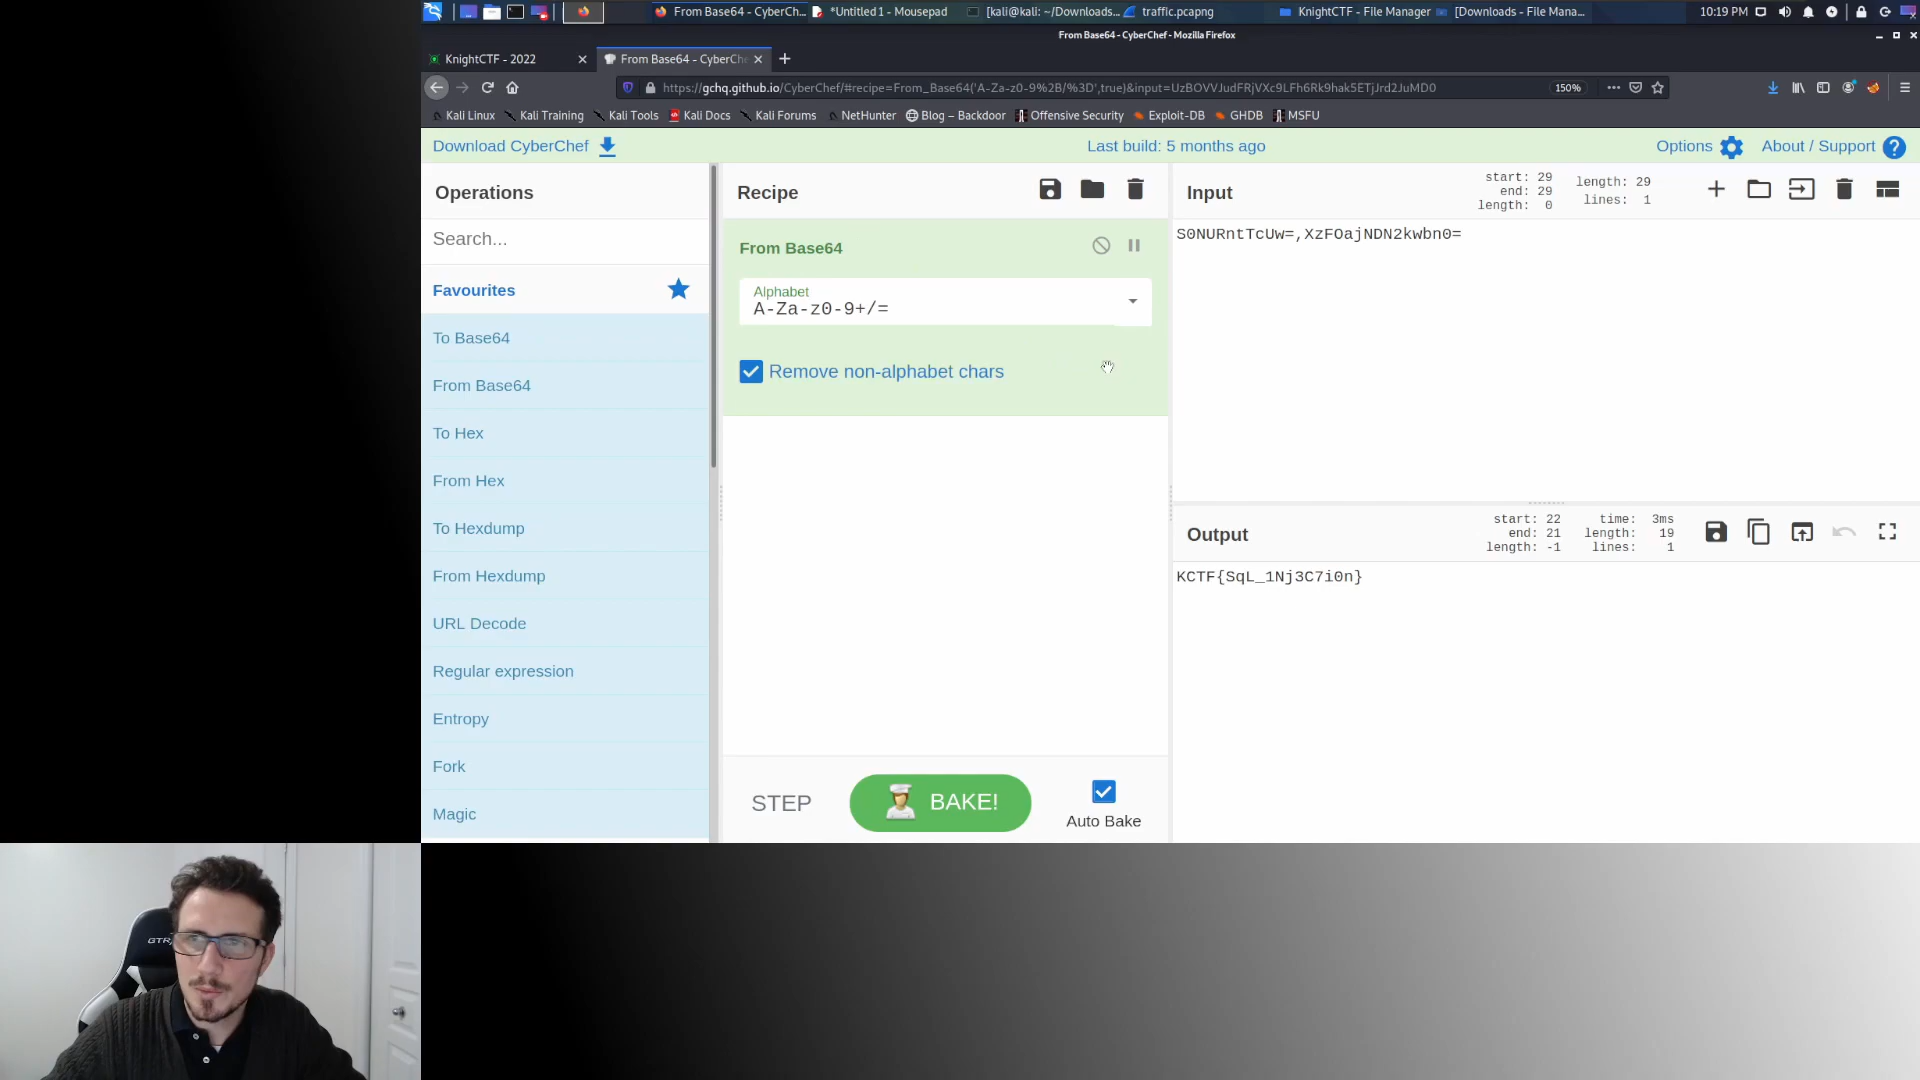 From Base64 - CyberCh...
*Untitled 1 - Mousepad
[kali@kali: ~/Downloads...
traffic.pcapng
KnightCTF - File Manager
[Downloads - File Mana...
10:19 PM
From Base64 - CyberChef - Mozilla Firefox
KnightCTF - 2022
From Base64 - CyberChe
https://gchq.github.io/CyberChef/#recipe=From_Base64('A-Za-z0-9%2B/%3D',true)&input=UzBOVVJudFRjVXc9LFh6Rk9hak5ETjJrd2JuMD0
150%
Kali Linux
Kali Training
Kali Tools
Kali Docs
Kali Forums
NetHunter
Blog – Backdoor
Offensive Security
Exploit-DB
GHDB
MSFU
Download CyberChef
Last build: 5 months ago
Options
About / Support
Operations
Search...
Favourites
To Base64
From Base64
To Hex
From Hex
To Hexdump
From Hexdump
URL Decode
Regular expression
Entropy
Fork
Magic
Recipe
From Base64
Alphabet
A-Za-z0-9+/=
Remove non-alphabet chars
STEP
BAKE!
Auto Bake
Input
start: 29
end: 29
length: 0
length: 29
lines: 1
S0NURntTcUw=,XzFOajNDN2kwbn0=
Output
start: 22
end: 21
length: -1
time: 3ms
length: 19
lines: 1
KCTF{SqL_1Nj3C7i0n}
GTR